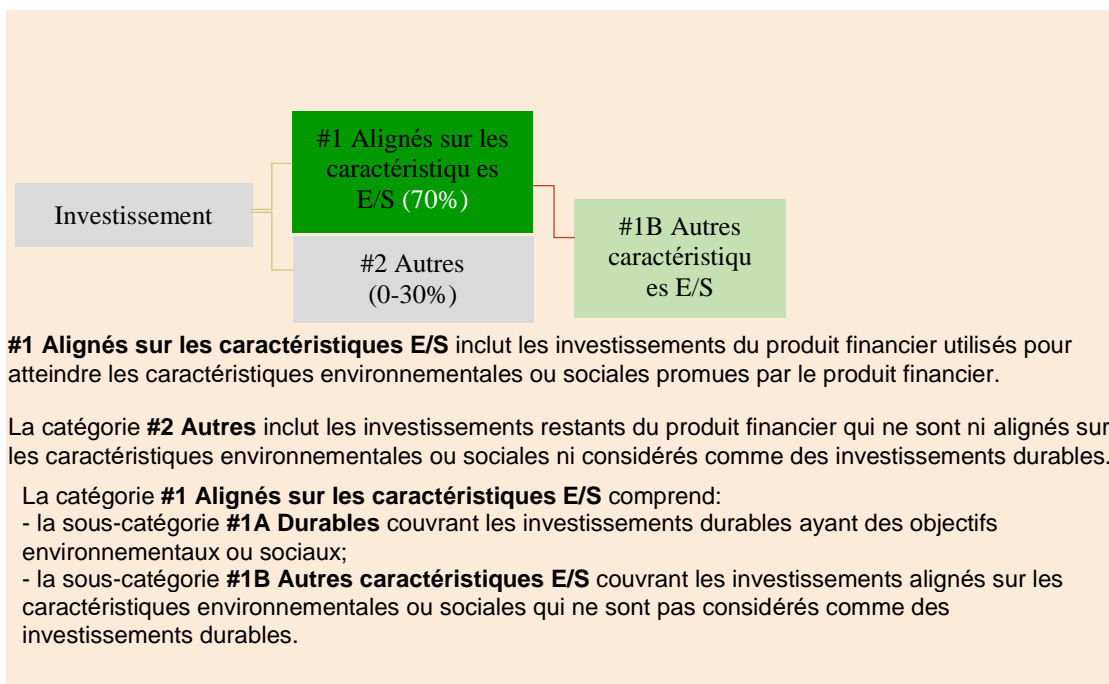 #1 Alignés sur les
caractéristiqu es
E/S (70%)
Investissement
#2 Autres
(0-30%)
#1B Autres
caractéristiqu
es E/S
#1 Alignés sur les caractéristiques E/S inclut les investissements du produit financier utilisés pour
atteindre les caractéristiques environnementales ou sociales promues par le produit financier.
La catégorie #2 Autres inclut les investissements restants du produit financier qui ne sont ni alignés sur
les caractéristiques environnementales ou sociales ni considérés comme des investissements durables.
La catégorie #1 Alignés sur les caractéristiques E/S comprend:
- la sous-catégorie #1A Durables couvrant les investissements durables ayant des objectifs
environnementaux ou sociaux;
- la sous-catégorie #1B Autres caractéristiques E/S couvrant les investissements alignés sur les
caractéristiques environnementales ou sociales qui ne sont pas considérés comme des
investissements durables.